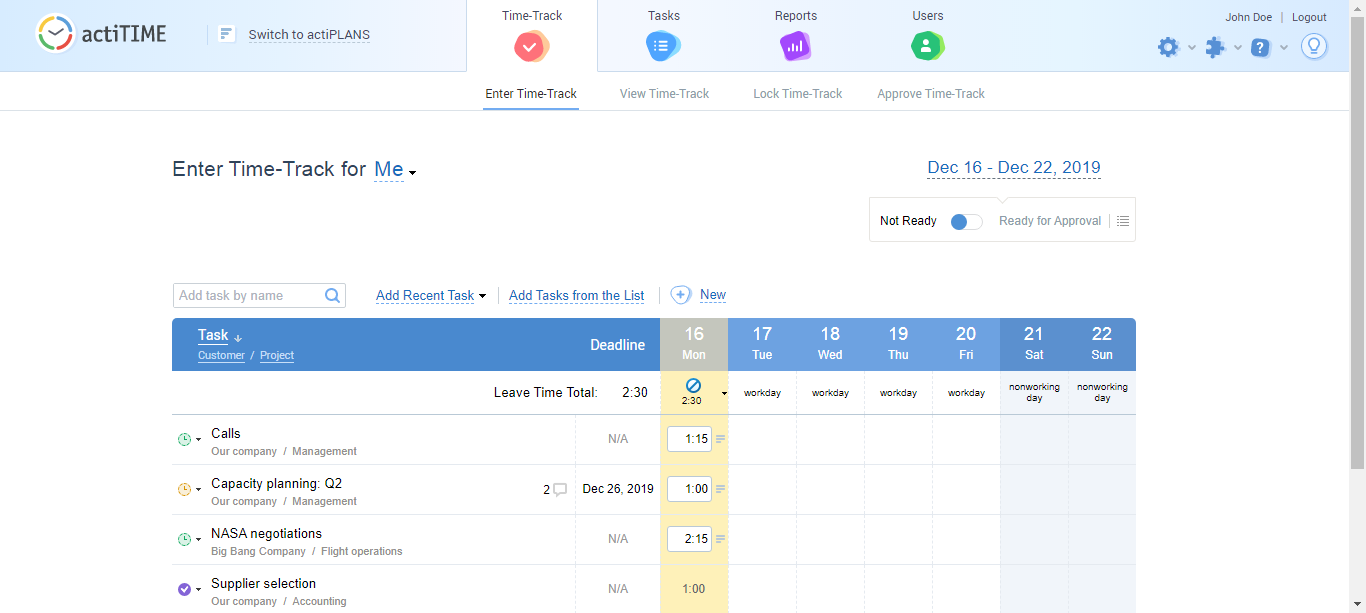 actiTIME
Switch to actiPLANS
Time-Track
Tasks
Reports
Users
John Doe | Logout
Enter Time-Track
View Time-Track
Lock Time-Track
Approve Time-Track
Enter Time-Track for Me
Dec 16 - Dec 22, 2019
Not Ready
Ready for Approval
Add task by name
Add Recent Task
Add Tasks from the List
New
Task
Customer / Project
Deadline
16 Mon
17 Tue
18 Wed
19 Thu
20 Fri
21 Sat
22 Sun
Leave Time Total: 2:30
2:30
workday
workday
workday
workday
nonworking day
nonworking day
Calls
Our company / Management
N/A
1:15
Capacity planning: Q2
Our company / Management
2
Dec 26, 2019
1:00
NASA negotiations
Big Bang Company / Flight operations
N/A
2:15
Supplier selection
Our company / Accounting
N/A
1:00